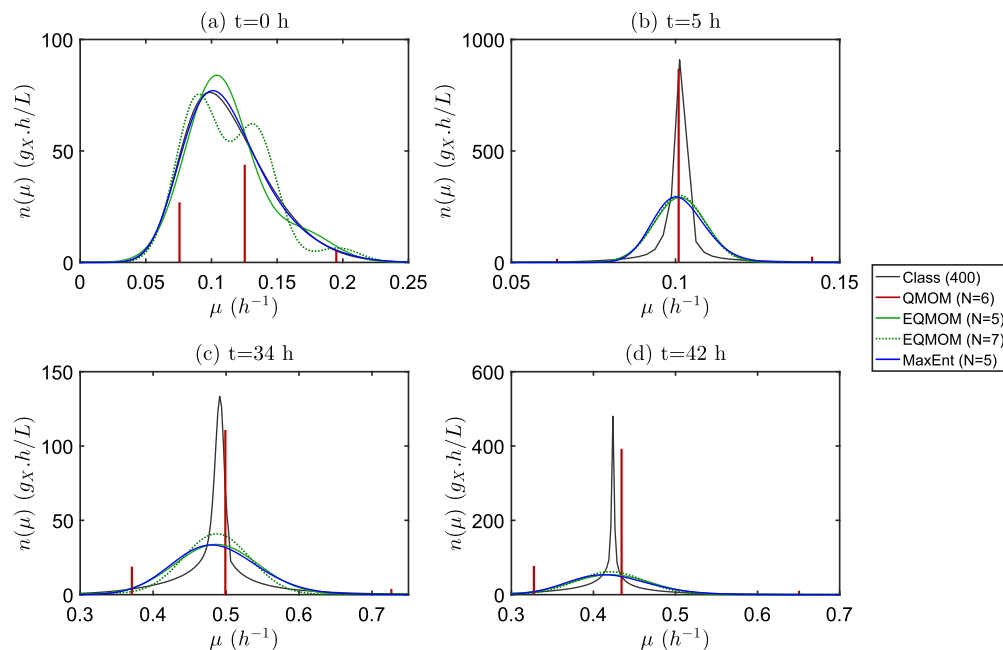 (a) t=0 h
n(μ) (g_X.h/L)
100
50
0
0 0.05 0.1 0.15 0.2 0.25
μ (h⁻¹)
(b) t=5 h
n(μ) (g_X.h/L)
1000
500
0
0.05 0.1 0.15
μ (h⁻¹)
Class (400)
QMOM (N=6)
EQMOM (N=5)
EQMOM (N=7)
MaxEnt (N=5)
(c) t=34 h
n(μ) (g_X.h/L)
150
100
50
0
0.3 0.4 0.5 0.6 0.7
μ (h⁻¹)
(d) t=42 h
n(μ) (g_X.h/L)
600
400
200
0
0.3 0.4 0.5 0.6 0.7
μ (h⁻¹)